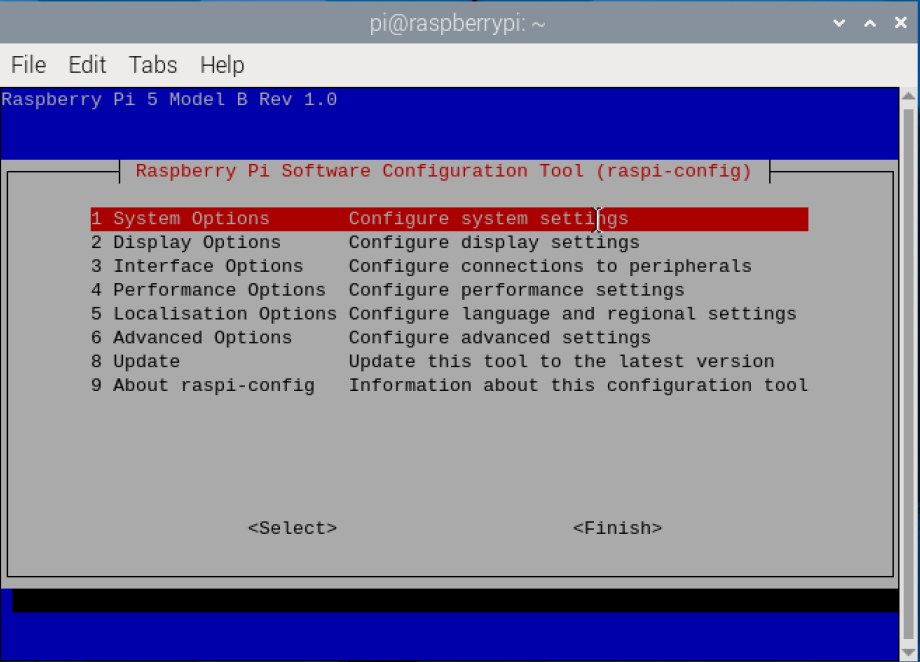 pi@raspberrypi: ~
File Edit Tabs Help
Raspberry Pi 5 Model B Rev 1.0
Raspberry Pi Software Configuration Tool (raspi-config)
1 System Options Configure system settings
2 Display Options Configure display settings
3 Interface Options Configure connections to peripherals
4 Performance Options Configure performance settings
5 Localisation Options Configure language and regional settings
6 Advanced Options Configure advanced settings
8 Update Update this tool to the latest version
9 About raspi-config Information about this configuration tool
<Select> <Finish>